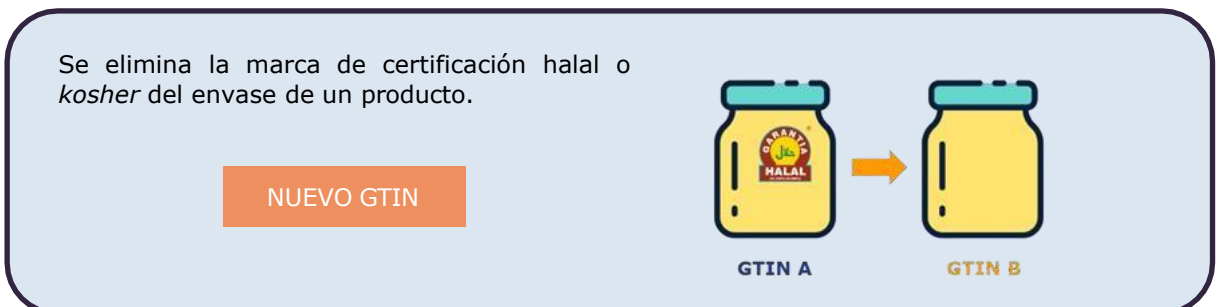 Se elimina la marca de certificación halal o
kosher del envase de un producto.
NUEVO GTIN
GARANTIA
حلال
HALAL
GTIN A
GTIN B